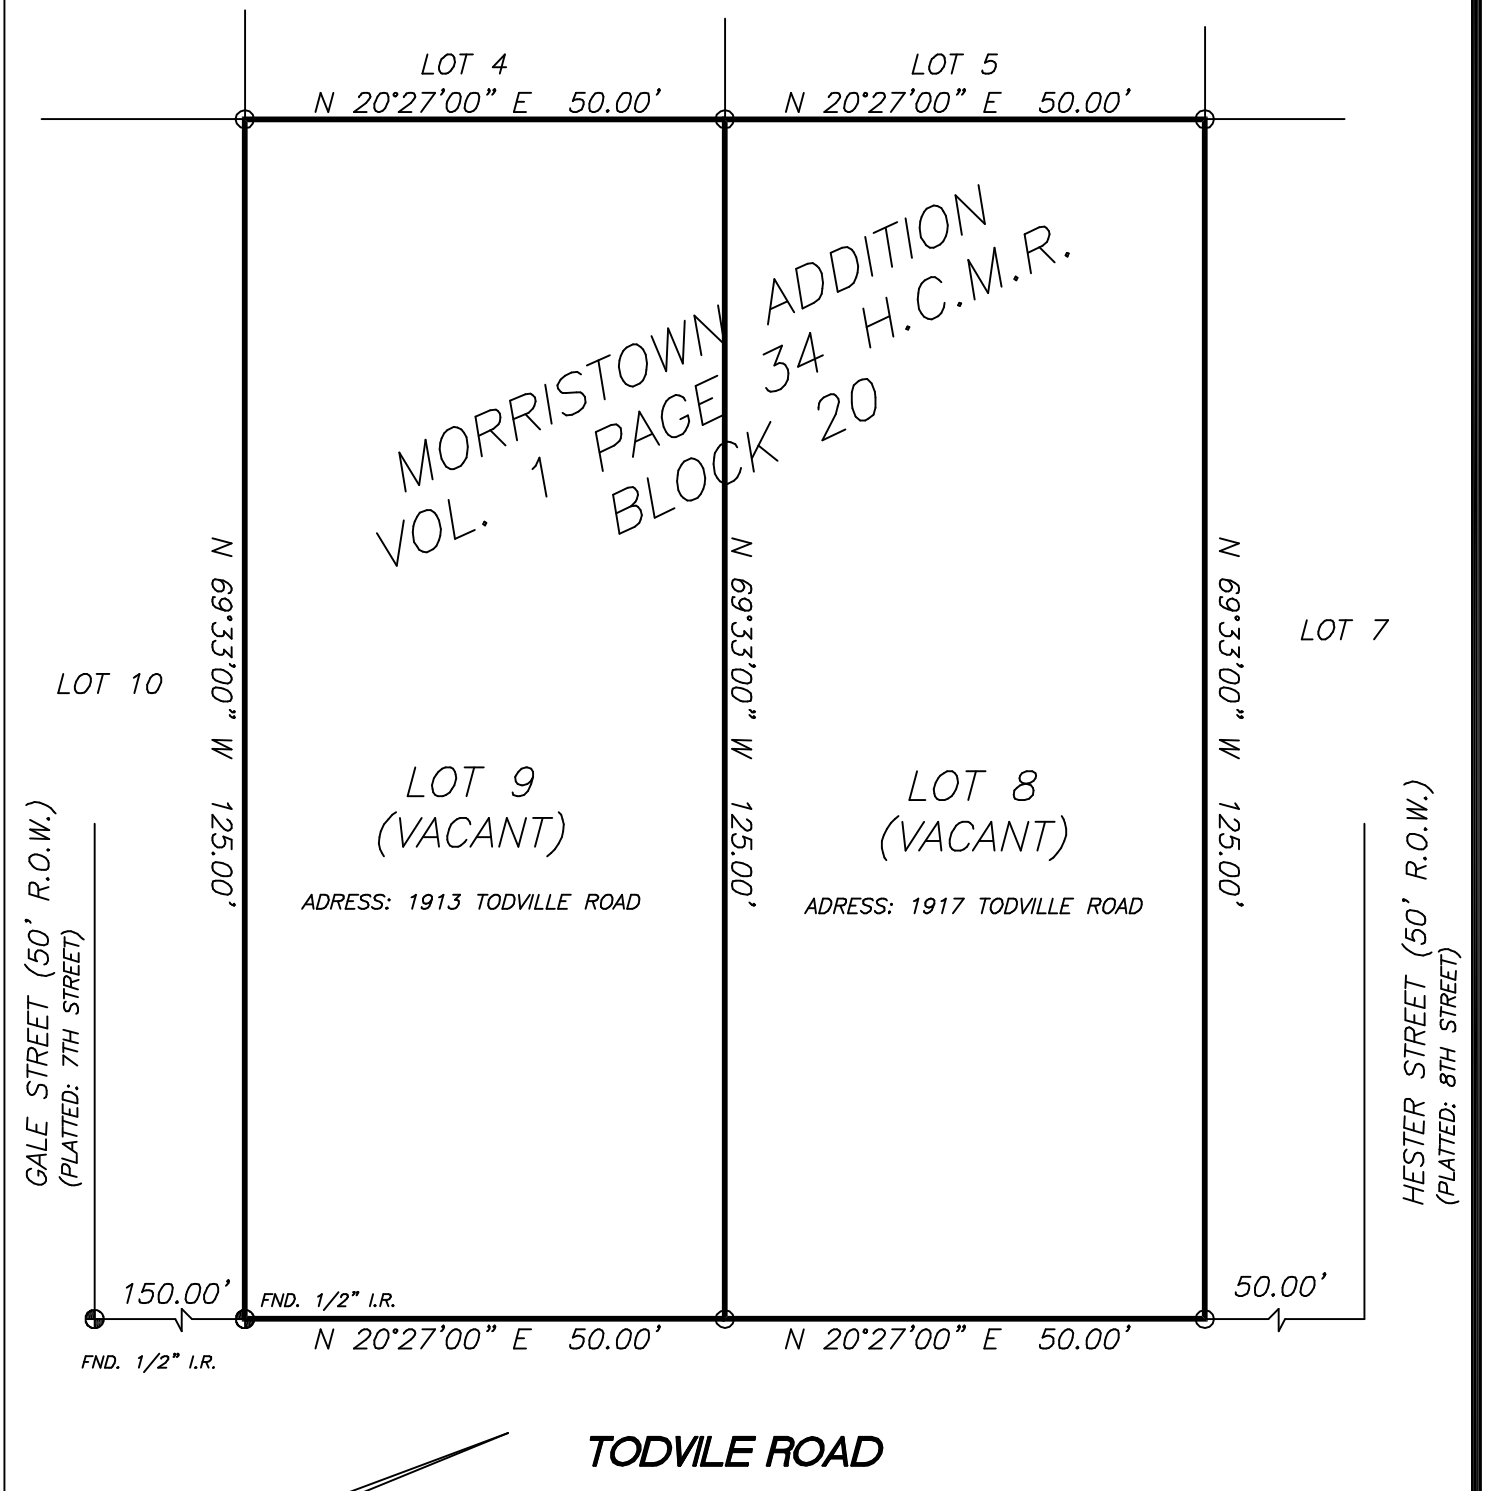 LOT 4
LOT 5
N 20°27'00" E 50.00'
N 20°27'00" E 50.00'
MORRISTOWN ADDITION
VOL. 1 PAGE 34 H.C.M.R.
BLOCK 20
N 69°33'00" W 125.00'
N 69°33'00" W 125.00'
N 69°33'00" W 125.00'
LOT 7
LOT 10
LOT 9
(VACANT)
ADRESS: 1913 TODVILLE ROAD
LOT 8
(VACANT)
ADRESS: 1917 TODVILLE ROAD
GALE STREET (50' R.O.W.)
(PLATTED: 7TH STREET)
HESTER STREET (50' R.O.W.)
(PLATTED: 8TH STREET)
150.00'
FND. 1/2" I.R.
50.00'
N 20°27'00" E 50.00'
N 20°27'00" E 50.00'
FND. 1/2" I.R.
TODVILE ROAD